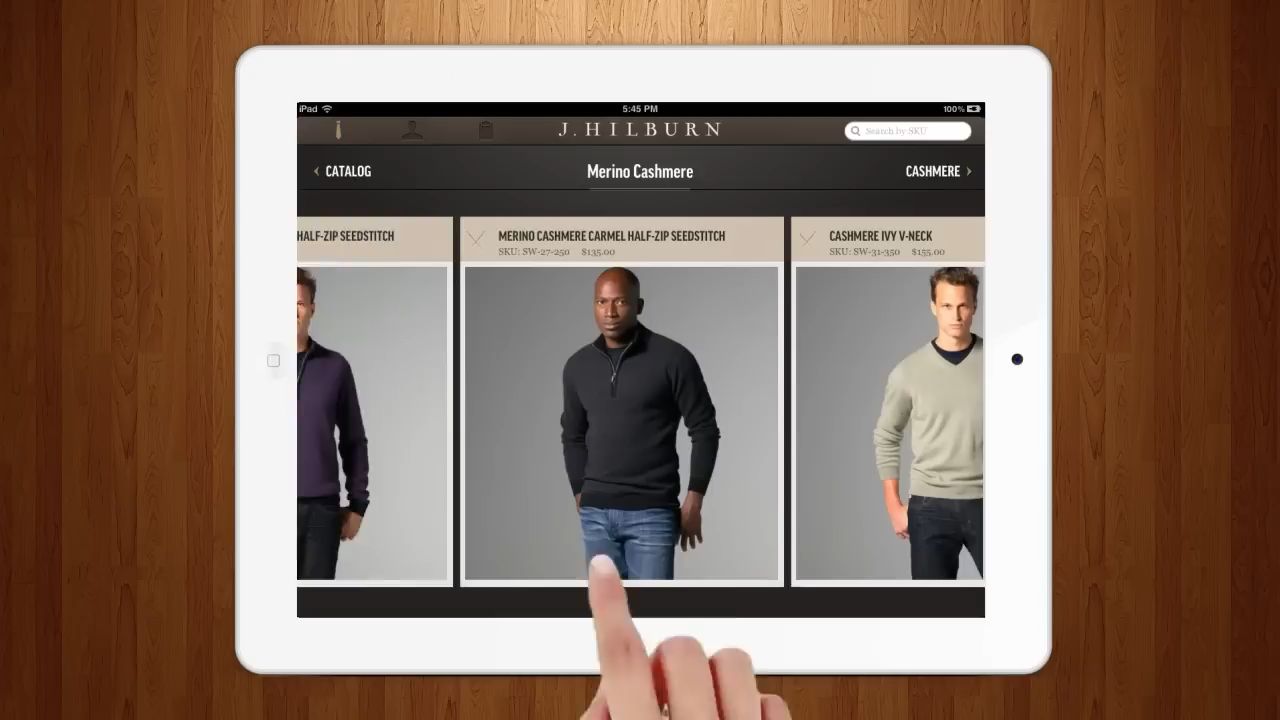 iPad
5:45 PM
100%
J.HILBURN
Search by SKU
CATALOG
Merino Cashmere
CASHMERE
HALF-ZIP SEEDSTITCH
MERINO CASHMERE CARMEL HALF-ZIP SEEDSTITCH
SKU: SW-27-250 $135.00
CASHMERE IVY V-NECK
SKU: SW-31-350 $155.00